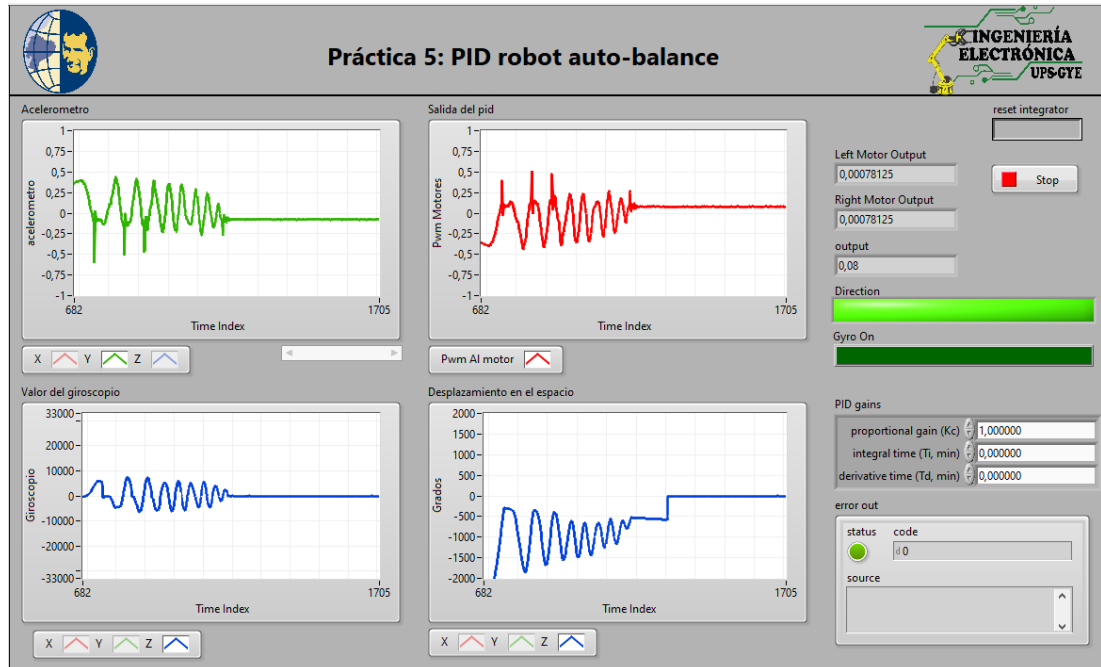 Práctica 5: PID robot auto-balance
INGENIERÍA
ELECTRÓNICA
UPS-GYE
Acelerometro
1
0,75
0,5
0,25
0
-0,25
-0,5
-0,75
-1
acelerometro
682
1705
Time Index
X Y Z
Salida del pid
1
0,75
0,5
0,25
0
-0,25
-0,5
-0,75
-1
Pwm Motores
682
1705
Time Index
Pwm Al motor
reset integrator
Left Motor Output
0,00078125
Stop
Right Motor Output
0,00078125
output
0,08
Direction
Gyro On
Valor del giroscopio
33000
20000
10000
0
-10000
-20000
-33000
Giroscopio
682
1705
Time Index
X Y Z
Desplazamiento en el espacio
2000
1500
1000
500
0
-500
-1000
-1500
-2000
Grados
682
1705
Time Index
X Y Z
PID gains
proportional gain (Kc) 1,000000
integral time (Ti, min) 0,000000
derivative time (Td, min) 0,000000
error out
status code
d 0
source